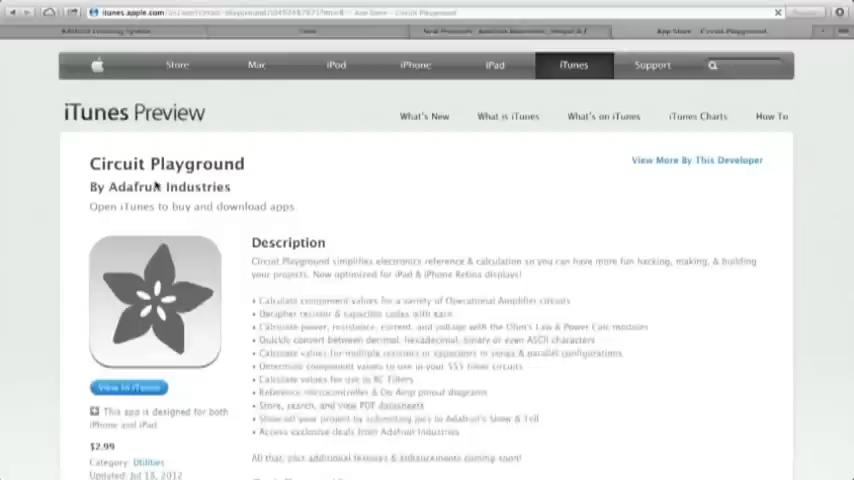 itunes.apple.com
App Store - Circuit Playground
App Store - Circuit Playground
Store Mac iPod iPhone iPad iTunes Support
iTunes Preview
What's New What is iTunes What's on iTunes iTunes Charts How To
Circuit Playground
View More By This Developer
By Adafruit Industries
Open iTunes to buy and download apps.
Description
Circuit Playground simplifies electronics reference & calculation so you can have more fun hacking, making, & building
your projects. Now optimized for iPad & iPhone Retina displays!
• Calculate component values for a variety of Operational Amplifier circuits
• Decipher resistor & capacitor codes with ease
• Calculate power, resistance, current, and voltage with the Ohm's Law & Power Calc modules
• Quickly convert between decimal, hexadecimal, binary or even ASCII characters
• Calculate values for multiple resistors or capacitors in series & parallel configurations
• Determine component values to use in your 555 timer circuits
• Calculate values for use in RC Filters
• Reference microcontroller & Op Amp pinout diagrams
• Store, search, and view PDF datasheets
• Show off your project by submitting pics to Adafruit's Show & Tell
• Access exclusive deals from Adafruit Industries
All that, plus additional features & enhancements coming soon!
View In iTunes
This app is designed for both
iPhone and iPad
$2.99
Category: Utilities
Updated: Jul 18, 2012